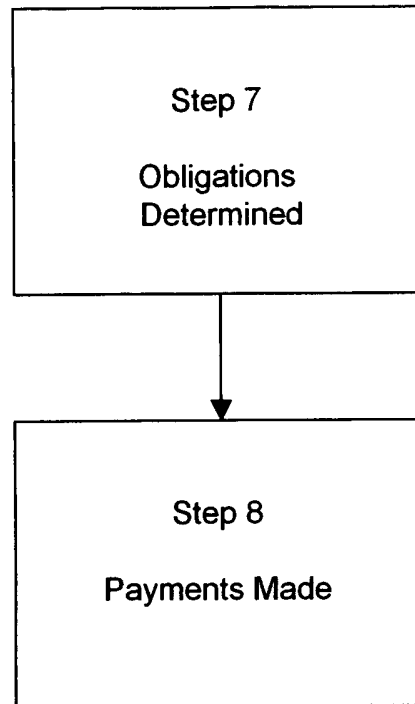 Step 7
Obligations
Determined
Step 8
Payments Made